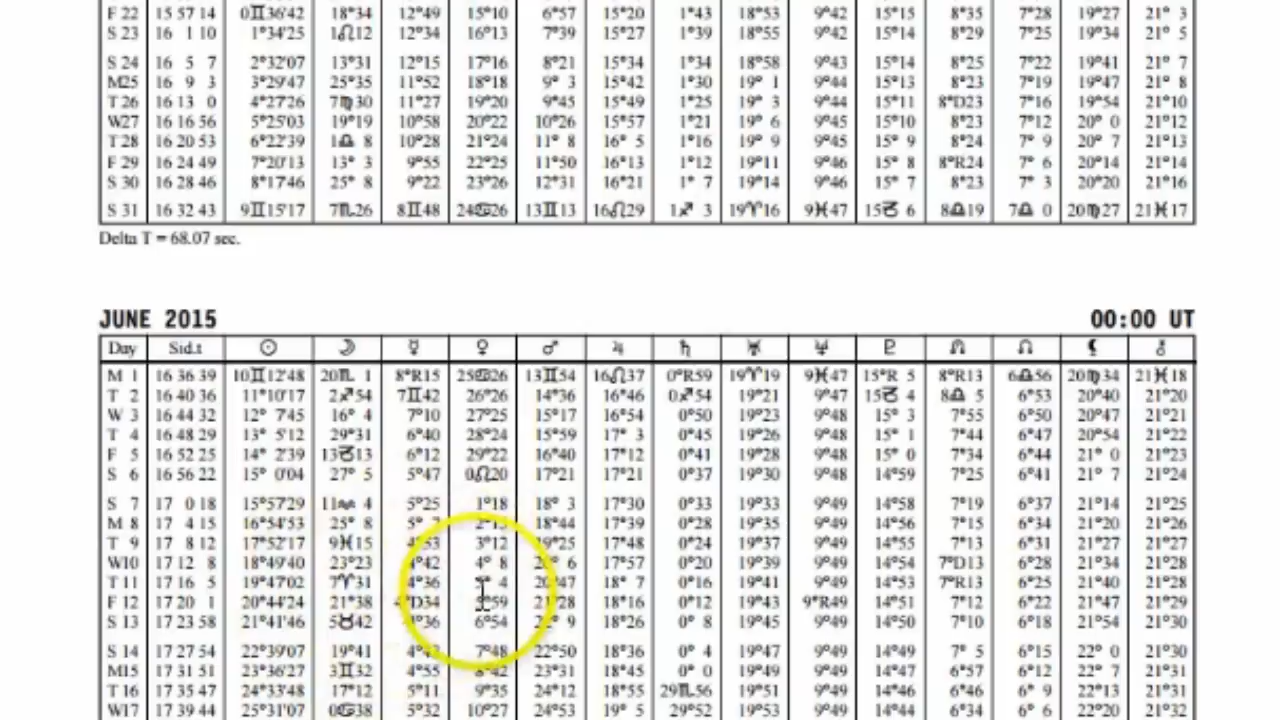 F 22 15 57 14 0♊36'42 18°34 12°49 15°10 6°57 15°20 1°43 18°53 9°42 15°15 8°35 7°28 19°27 21° 3
S 23 16 1 10 1°34'25 1♌12 12°34 16°13 7°39 15°27 1°39 18°55 9°42 15°14 8°29 7°25 19°34 21° 5
S 24 16 5 7 2°32'07 13°31 12°15 17°16 8°21 15°34 1°34 18°58 9°43 15°14 8°25 7°22 19°41 21° 7
M25 16 9 3 3°29'47 25°35 11°52 18°18 9° 3 15°42 1°30 19° 1 9°44 15°13 8°23 7°19 19°47 21° 8
T 26 16 13 0 4°27'26 7♍30 11°27 19°20 9°45 15°49 1°25 19° 3 9°44 15°11 8°D23 7°16 19°54 21°10
W27 16 16 56 5°25'03 19°19 10°58 20°22 10°26 15°57 1°21 19° 6 9°45 15°10 8°23 7°12 20° 0 21°12
T 28 16 20 53 6°22'39 1♎ 8 10°28 21°24 11° 8 16° 5 1°16 19° 9 9°45 15° 9 8°24 7° 9 20° 7 21°13
F 29 16 24 49 7°20'13 13° 3 9°55 22°25 11°50 16°13 1°12 19°11 9°46 15° 8 8°R24 7° 6 20°14 21°14
S 30 16 28 46 8°17'46 25° 8 9°22 23°26 12°31 16°21 1° 7 19°14 9°46 15° 7 8°23 7° 3 20°20 21°16
S 31 16 32 43 9♊15'17 7♏26 8♊48 24♋26 13♊13 16♌29 1♐ 3 19♈16 9♓47 15♑ 6 8♎19 7♎ 0 20♍27 21♓17
Delta T = 68.07 sec.
JUNE 2015 00:00 UT
Day Sid.t ☉ ☽ ☿ ♀ ♂ ♃ ♄ ♅ ♆ ♇ ☊ ☊ ⚸ ⚷
M 1 16 36 39 10♊12'48 20♏ 1 8°R15 25♋26 13♊54 16♌37 0°R59 19♈19 9♓47 15°R 5 8°R13 6♎56 20♍34 21♓18
T 2 16 40 36 11°10'17 2♐54 7♊42 26°26 14°36 16°46 0♐54 19°21 9°47 15♑ 4 8♎ 5 6°53 20°40 21°20
W 3 16 44 32 12° 7'45 16° 4 7°10 27°25 15°17 16°54 0°50 19°23 9°48 15° 3 7°55 6°50 20°47 21°21
T 4 16 48 29 13° 5'12 29°31 6°40 28°24 15°59 17° 3 0°45 19°26 9°48 15° 1 7°44 6°47 20°54 21°22
F 5 16 52 25 14° 2'39 13♑13 6°12 29°22 16°40 17°12 0°41 19°28 9°48 15° 0 7°34 6°44 21° 0 21°23
S 6 16 56 22 15° 0'04 27° 5 5°47 0♌20 17°21 17°21 0°37 19°30 9°48 14°59 7°25 6°41 21° 7 21°24
S 7 17 0 18 15°57'29 11♒ 4 5°25 1°18 18° 3 17°30 0°33 19°33 9°49 14°58 7°19 6°37 21°14 21°25
M 8 17 4 15 16°54'53 25° 8 5° 7 2°15 18°44 17°39 0°28 19°35 9°49 14°56 7°15 6°34 21°20 21°26
T 9 17 8 12 17°52'17 9♓15 4°53 3°12 19°25 17°48 0°24 19°37 9°49 14°55 7°13 6°31 21°27 21°27
W10 17 12 8 18°49'40 23°23 4°42 4° 8 20° 6 17°57 0°20 19°39 9°49 14°54 7°D13 6°28 21°34 21°28
T 11 17 16 5 19°47'02 7♈31 4°36 5° 4 20°47 18° 7 0°16 19°41 9°49 14°53 7°R13 6°25 21°40 21°28
F 12 17 20 1 20°44'24 21°38 4°D34 5°59 21°28 18°16 0°12 19°43 9°R49 14°51 7°12 6°22 21°47 21°29
S 13 17 23 58 21°41'46 5♉42 4°36 6°54 22° 9 18°26 0° 8 19°45 9°49 14°50 7°10 6°18 21°54 21°30
S 14 17 27 54 22°39'07 19°41 4°43 7°48 22°50 18°36 0° 4 19°47 9°49 14°49 7° 5 6°15 22° 0 21°30
M15 17 31 51 23°36'27 3♊32 4°55 8°42 23°31 18°45 0° 0 19°49 9°49 14°47 6°57 6°12 22° 7 21°31
T 16 17 35 47 24°33'48 17°12 5°11 9°35 24°12 18°55 29♏56 19°51 9°49 14°46 6°46 6° 9 22°13 21°31
W17 17 39 44 25°31'07 0♋38 5°32 10°27 24°53 19° 5 29°52 19°53 9°49 14°44 6°34 6° 6 22°20 21°32